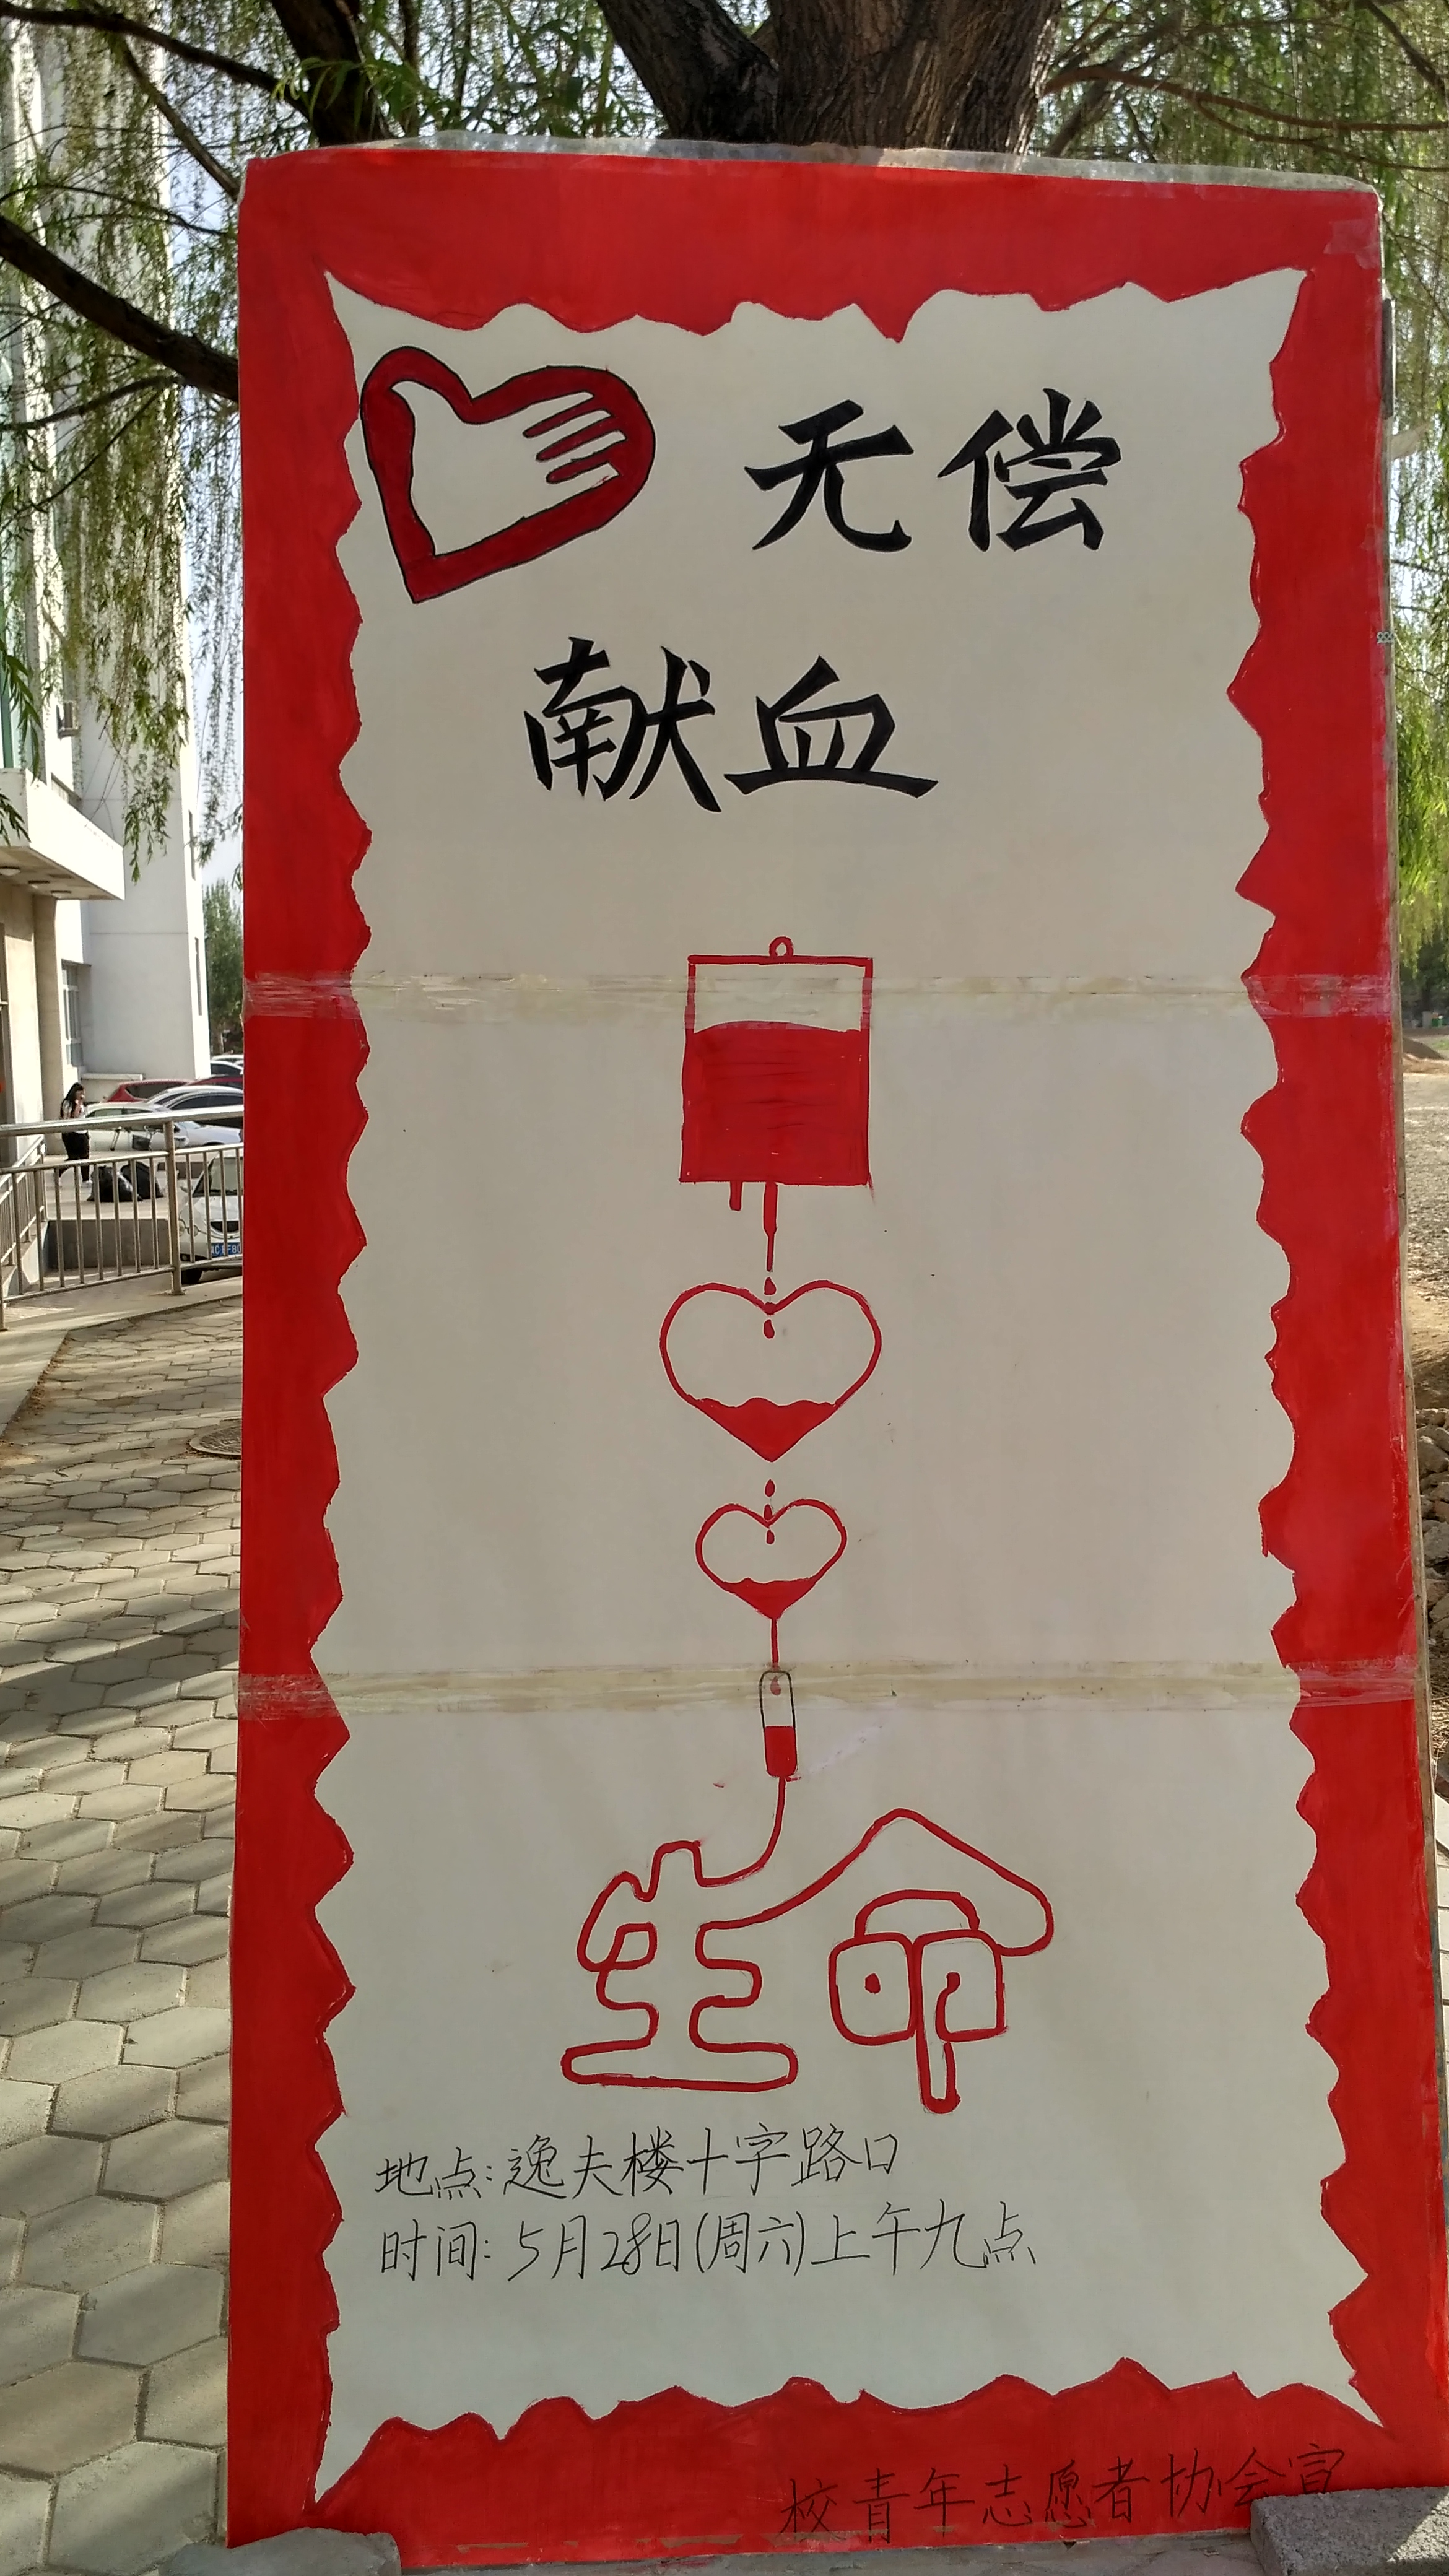 无偿
献血
生命
地点:逸夫楼十字路口
时间:5月28日(周六)上午九点
校青年志愿者协会宣